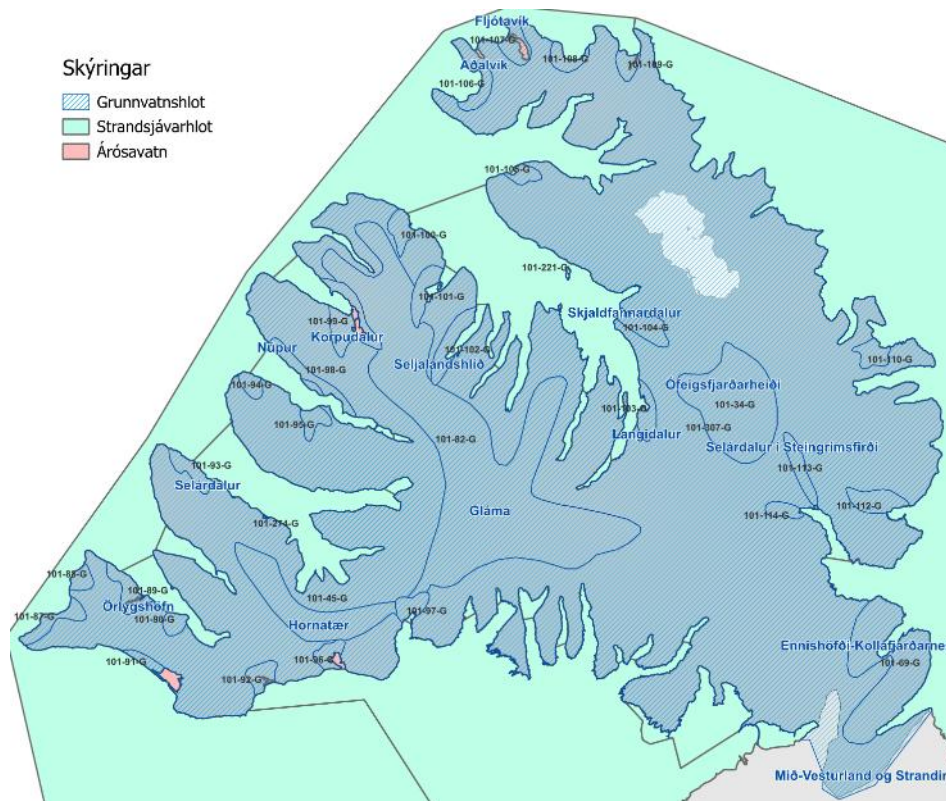 Skýringar
Grunnvatnshlot
Strandsjávarhlot
Árósavatn
Fljótavík
101-107-G
Aðalvík
101-108-G
101-109-G
101-106-G
101-105-G
101-100-G
101-221-G
101-101-G
Skjaldfannardalur
101-104-G
101-99-G
Korpudalur
Núpur
101-102-G
Seljalandshlíð
101-98-G
101-110-G
101-94-G
Ófeigsfjarðarheiði
101-34-G
101-103-G
101-95-G
101-307-G
Langidalur
101-82-G
Selárdalur í Steingrímsfirði
101-93-G
101-113-G
Selárdalur
101-112-G
Gláma
101-114-G
101-274-G
101-88-G
101-89-G
101-45-G
Örlygshöfn
101-97-G
101-87-G
101-90-G
Hornatær
Ennishöfði-Kollafjarðarnes
101-91-G
101-96-G
101-69-G
101-92-G
Mið-Vesturland og Strandir